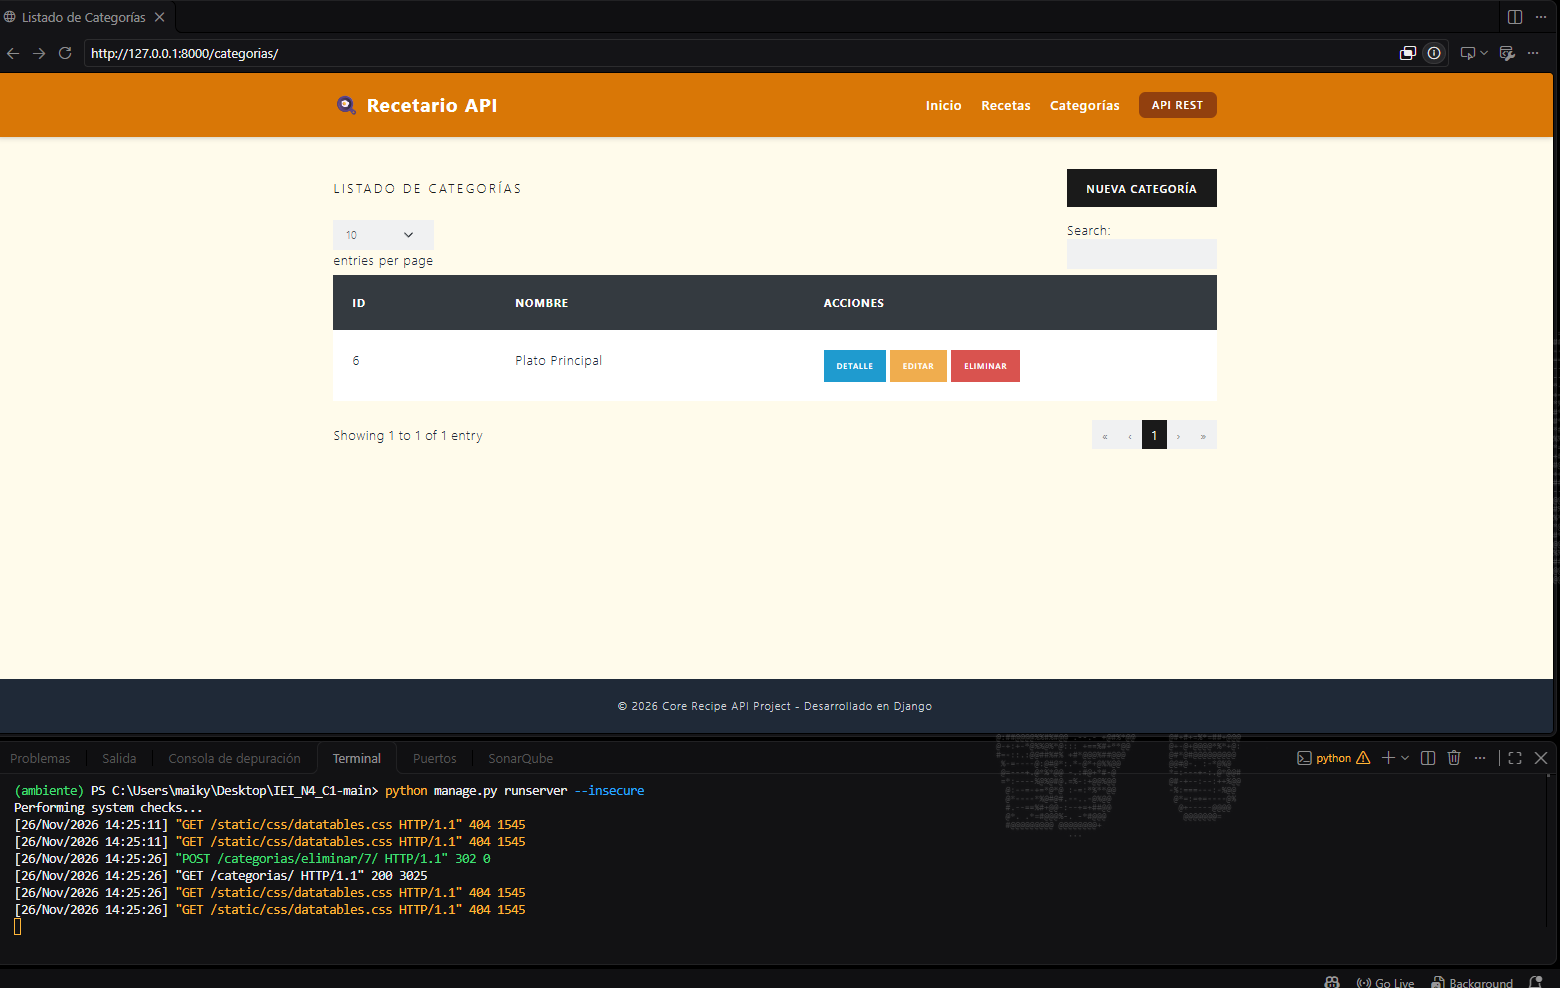 Listado de Categorías
http://127.0.0.1:8000/categorias/
Recetario API
Inicio Recetas Categorías API REST
LISTADO DE CATEGORÍAS
NUEVA CATEGORÍA
10
entries per page
Search:
ID NOMBRE ACCIONES
6 Plato Principal DETALLE EDITAR ELIMINAR
Showing 1 to 1 of 1 entry
« ‹ 1 › »
© 2026 Core Recipe API Project - Desarrollado en Django
Problemas Salida Consola de depuración Terminal Puertos SonarQube
python
(ambiente) PS C:\Users\maiky\Desktop\IEI_N4_C1-main> python manage.py runserver --insecure
Performing system checks...
[26/Nov/2026 14:25:11] "GET /static/css/datatables.css HTTP/1.1" 404 1545
[26/Nov/2026 14:25:11] "GET /static/css/datatables.css HTTP/1.1" 404 1545
[26/Nov/2026 14:25:26] "POST /categorias/eliminar/7/ HTTP/1.1" 302 0
[26/Nov/2026 14:25:26] "GET /categorias/ HTTP/1.1" 200 3025
[26/Nov/2026 14:25:26] "GET /static/css/datatables.css HTTP/1.1" 404 1545
[26/Nov/2026 14:25:26] "GET /static/css/datatables.css HTTP/1.1" 404 1545
Go Live Background